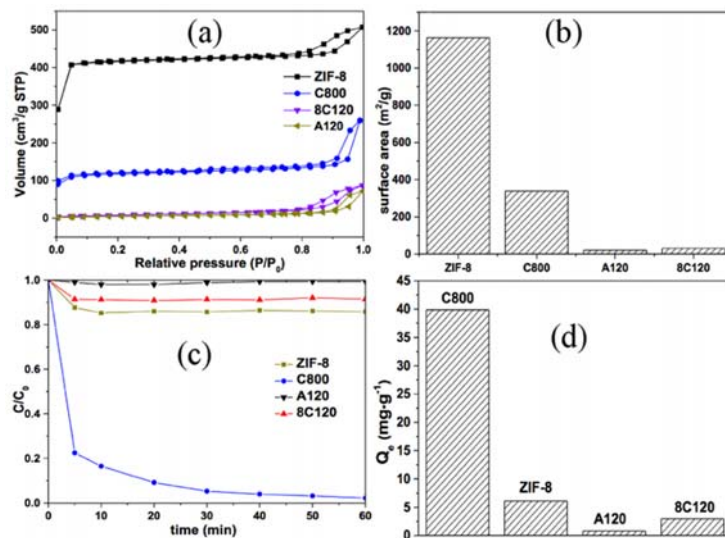 (a)
500
400
300
200
100
0
Volume (cm³/g STP)
ZIF-8
C800
8C120
A120
0.0 0.2 0.4 0.6 0.8 1.0
Relative pressure (P/P₀)
(b)
1200
1000
800
600
400
200
0
surface area (m²/g)
ZIF-8 C800 A120 8C120
(c)
1.0
0.8
0.6
0.4
0.2
0.0
C/C₀
ZIF-8
C800
A120
8C120
0 10 20 30 40 50 60
time (min)
(d)
45
40
35
30
25
20
15
10
5
0
Qₑ (mg-g⁻¹)
C800
ZIF-8
A120
8C120